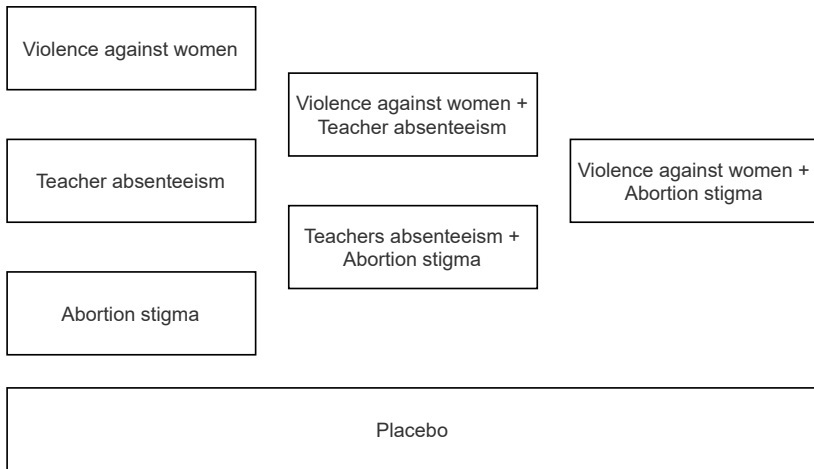 Violence against women
Violence against women +
Teacher absenteeism
Teacher absenteeism
Violence against women +
Abortion stigma
Teachers absenteeism +
Abortion stigma
Abortion stigma
Placebo